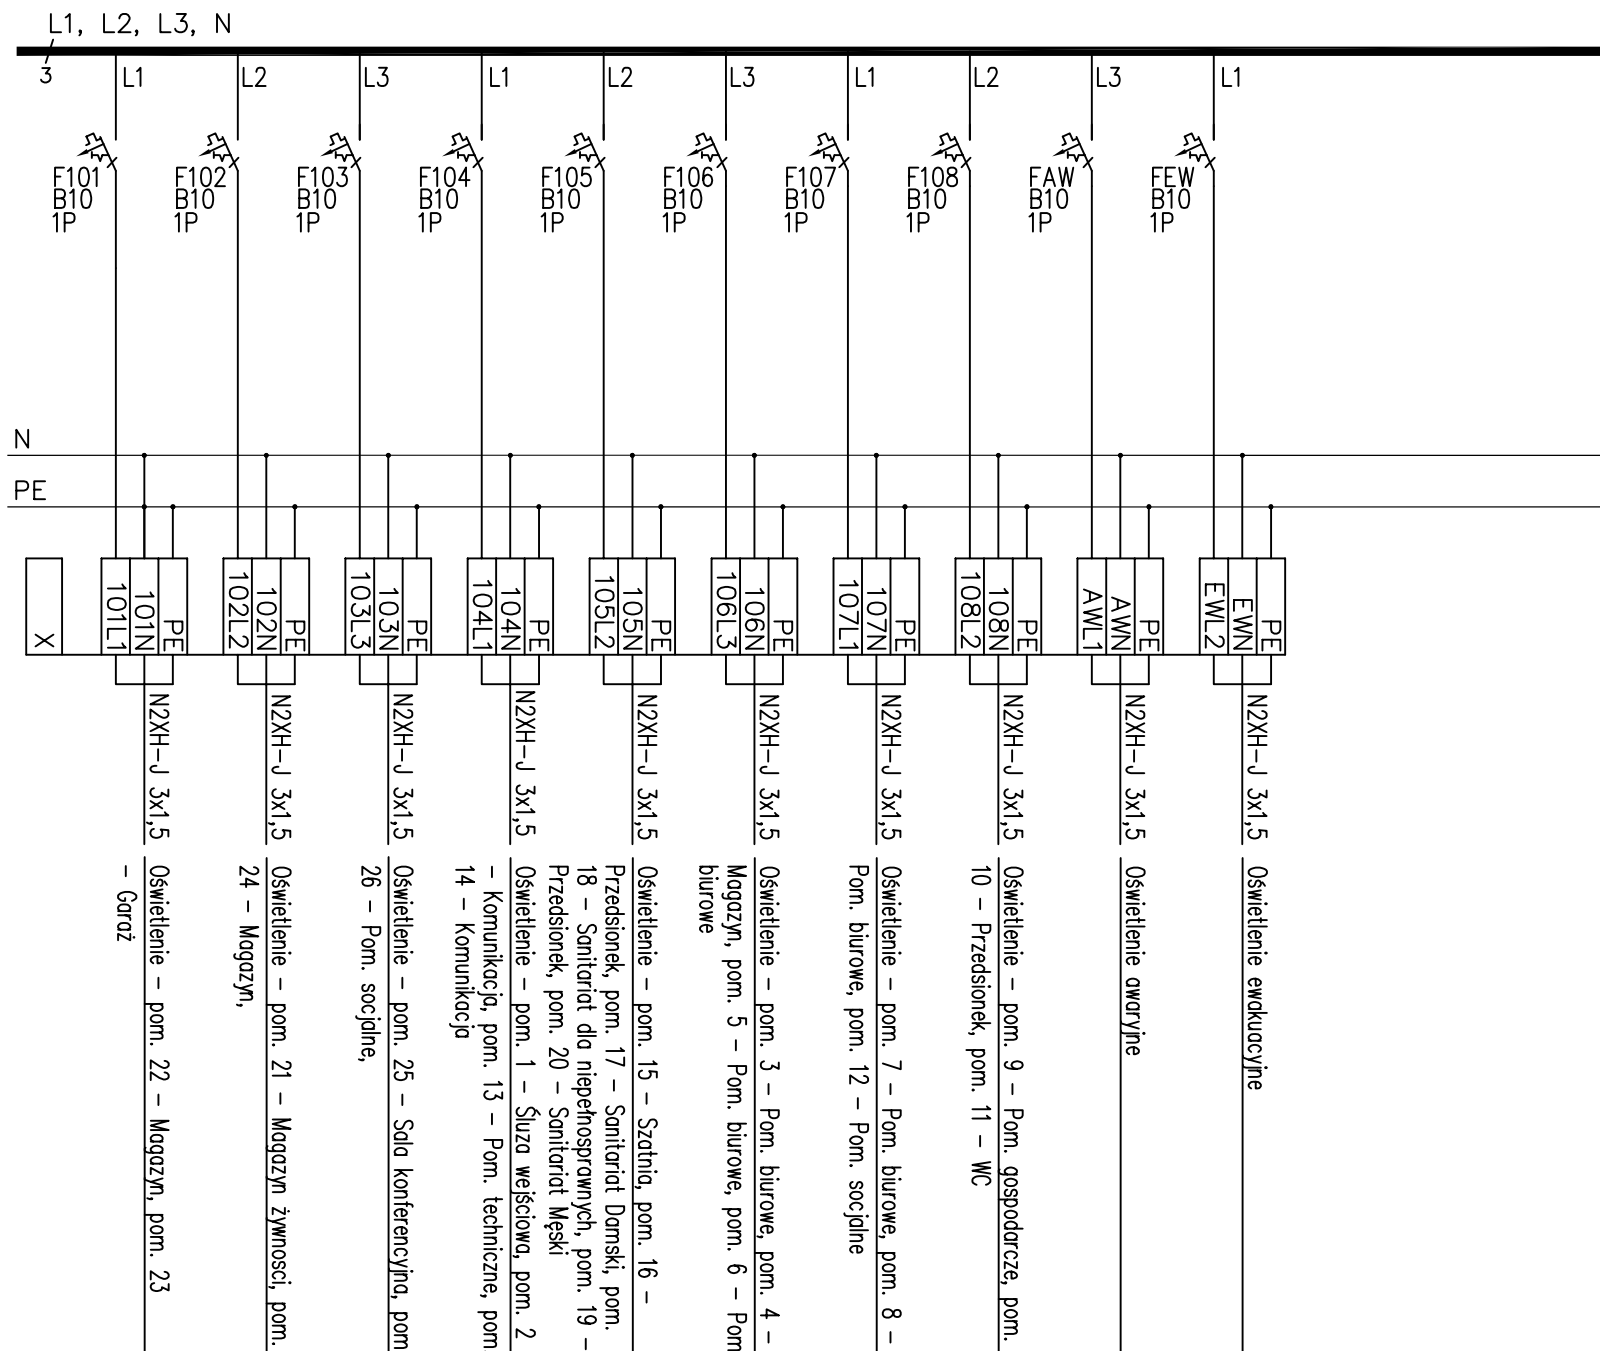 L1, L2, L3, N
3
L1
L2
L3
L1
L2
L3
L1
L2
L3
L1
F101
B10
1P
F102
B10
1P
F103
B10
1P
F104
B10
1P
F105
B10
1P
F106
B10
1P
F107
B10
1P
F108
B10
1P
FAW
B10
1P
FEW
B10
1P
N
PE
X
101L1
101N
PE
102L2
102N
PE
103L3
103N
PE
104L1
104N
PE
105L2
105N
PE
106L3
106N
PE
107L1
107N
PE
108L2
108N
PE
AWL1
AWN
PE
EWL2
EWN
PE
N2XH-J 3x1,5
N2XH-J 3x1,5
N2XH-J 3x1,5
N2XH-J 3x1,5
N2XH-J 3x1,5
N2XH-J 3x1,5
N2XH-J 3x1,5
N2XH-J 3x1,5
N2XH-J 3x1,5
N2XH-J 3x1,5
Oświetlenie - pom. 22 - Magazyn, pom. 23
- Garaż
Oświetlenie - pom. 21 - Magazyn żywnosci, pom.
24 - Magazyn,
Oświetlenie - pom. 25 - Sala konferencyjna, pom
26 - Pom. socjalne,
Oświetlenie - pom. 1 - Śluza wejściowa, pom. 2
- Komunikacja, pom. 13 - Pom. techniczne, pom
14 - Komunikacja
Oświetlenie - pom. 15 - Szatnia, pom. 16 -
Przedsionek, pom. 17 - Sanitariat Damski, pom.
18 - Sanitariat dla niepełnosprawnych, pom. 19 -
Przedsionek, pom. 20 - Sanitariat Męski
Oświetlenie - pom. 3 - Pom. biurowe, pom. 4 -
Magazyn, pom. 5 - Pom. biurowe, pom. 6 - Pom
biurowe
Oświetlenie - pom. 7 - Pom. biurowe, pom. 8 -
Pom. biurowe, pom. 12 - Pom. socjalne
Oświetlenie - pom. 9 - Pom. gospodarcze, pom.
10 - Przedsionek, pom. 11 - WC
Oświetlenie awaryjne
Oświetlenie ewakuacyjne